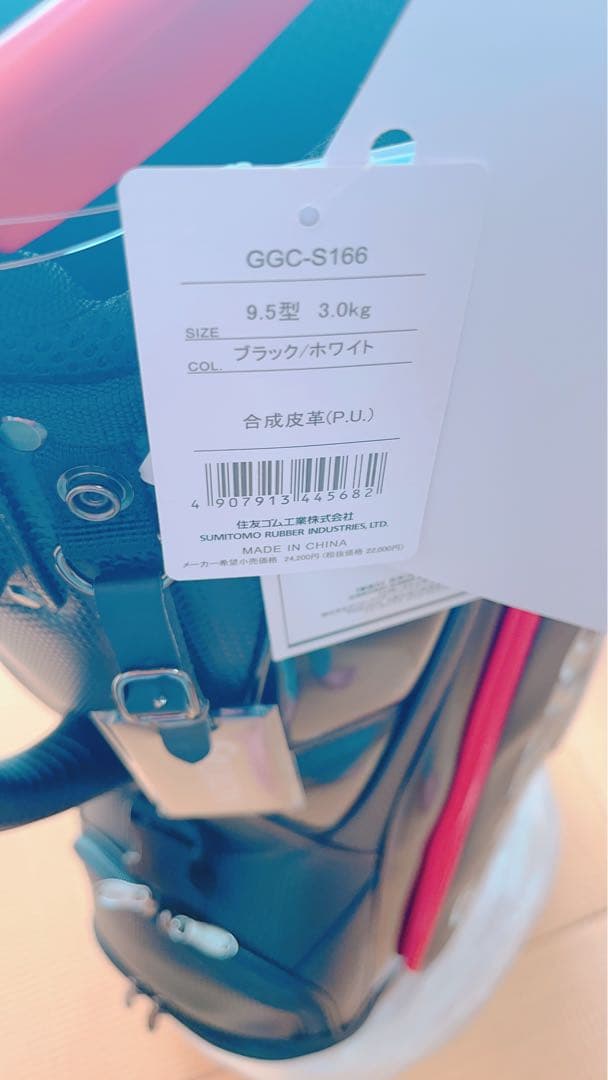 GGC-S166
SIZE 9.5型 3.0kg
COL. ブラック/ホワイト
合成皮革(P.U.)
4 907913 445682
住友ゴム工業株式会社
SUMITOMO RUBBER INDUSTRIES, LTD.
MADE IN CHINA
メーカー希望小売価格 24,200円 (税抜価格 22,000円)